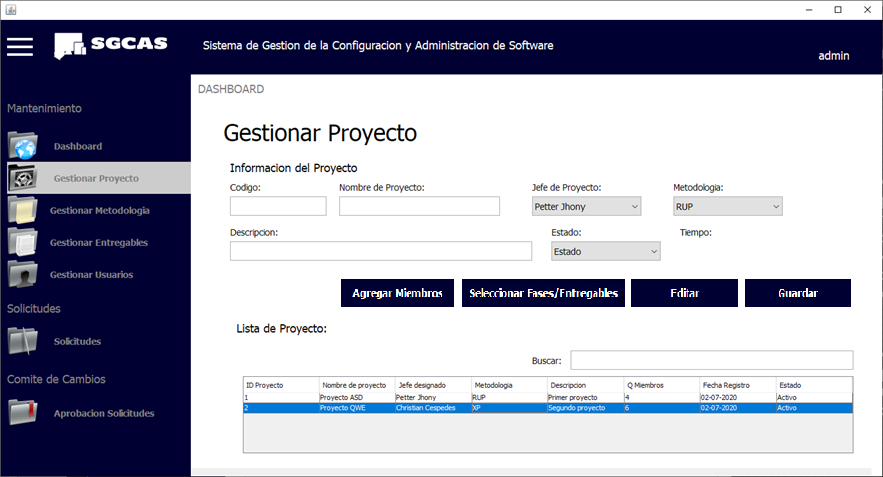 SGCAS
Sistema de Gestion de la Configuracion y Administracion de Software
admin
Mantenimiento
Dashboard
Gestionar Proyecto
Gestionar Metodologia
Gestionar Entregables
Gestionar Usuarios
Solicitudes
Solicitudes
Comite de Cambios
Aprobacion Solicitudes
DASHBOARD
Gestionar Proyecto
Informacion del Proyecto
Codigo: Nombre de Proyecto: Jefe de Proyecto: Metodologia:
Petter Jhony RUP
Descripcion: Estado: Tiempo:
Estado
Agregar Miembros Seleccionar Fases/Entregables Editar Guardar
Lista de Proyecto:
Buscar:
ID Proyecto Nombre de proyecto Jefe designado Metodologia Descripcion Q Miembros Fecha Registro Estado
1 Proyecto ASD Petter Jhony RUP Primer proyecto 4 02-07-2020 Activo
2 Proyecto QWE Christian Cespedes XP Segundo proyecto 6 02-07-2020 Activo